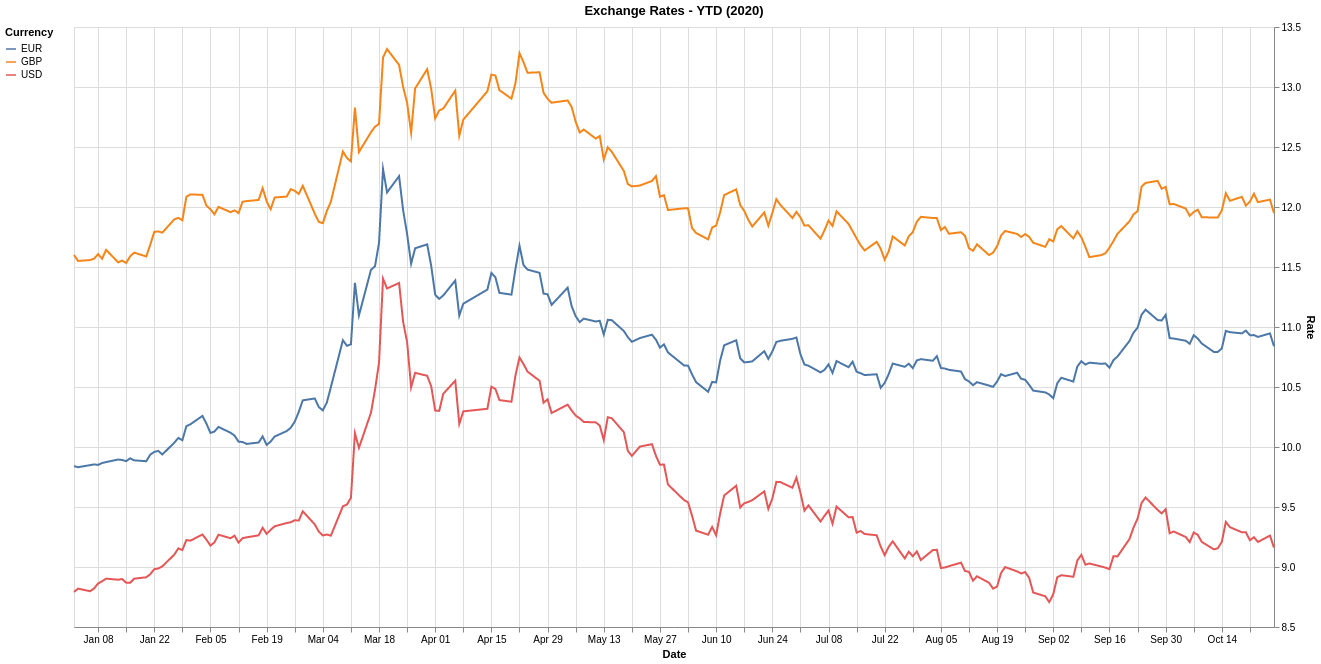 Exchange Rates - YTD (2020)
Currency
EUR
GBP
USD
13.5
13.0
12.5
12.0
11.5
11.0
10.5
10.0
9.5
9.0
8.5
Rate
Jan 08 Jan 22 Feb 05 Feb 19 Mar 04 Mar 18 Apr 01 Apr 15 Apr 29 May 13 May 27 Jun 10 Jun 24 Jul 08 Jul 22 Aug 05 Aug 19 Sep 02 Sep 16 Sep 30 Oct 14
Date